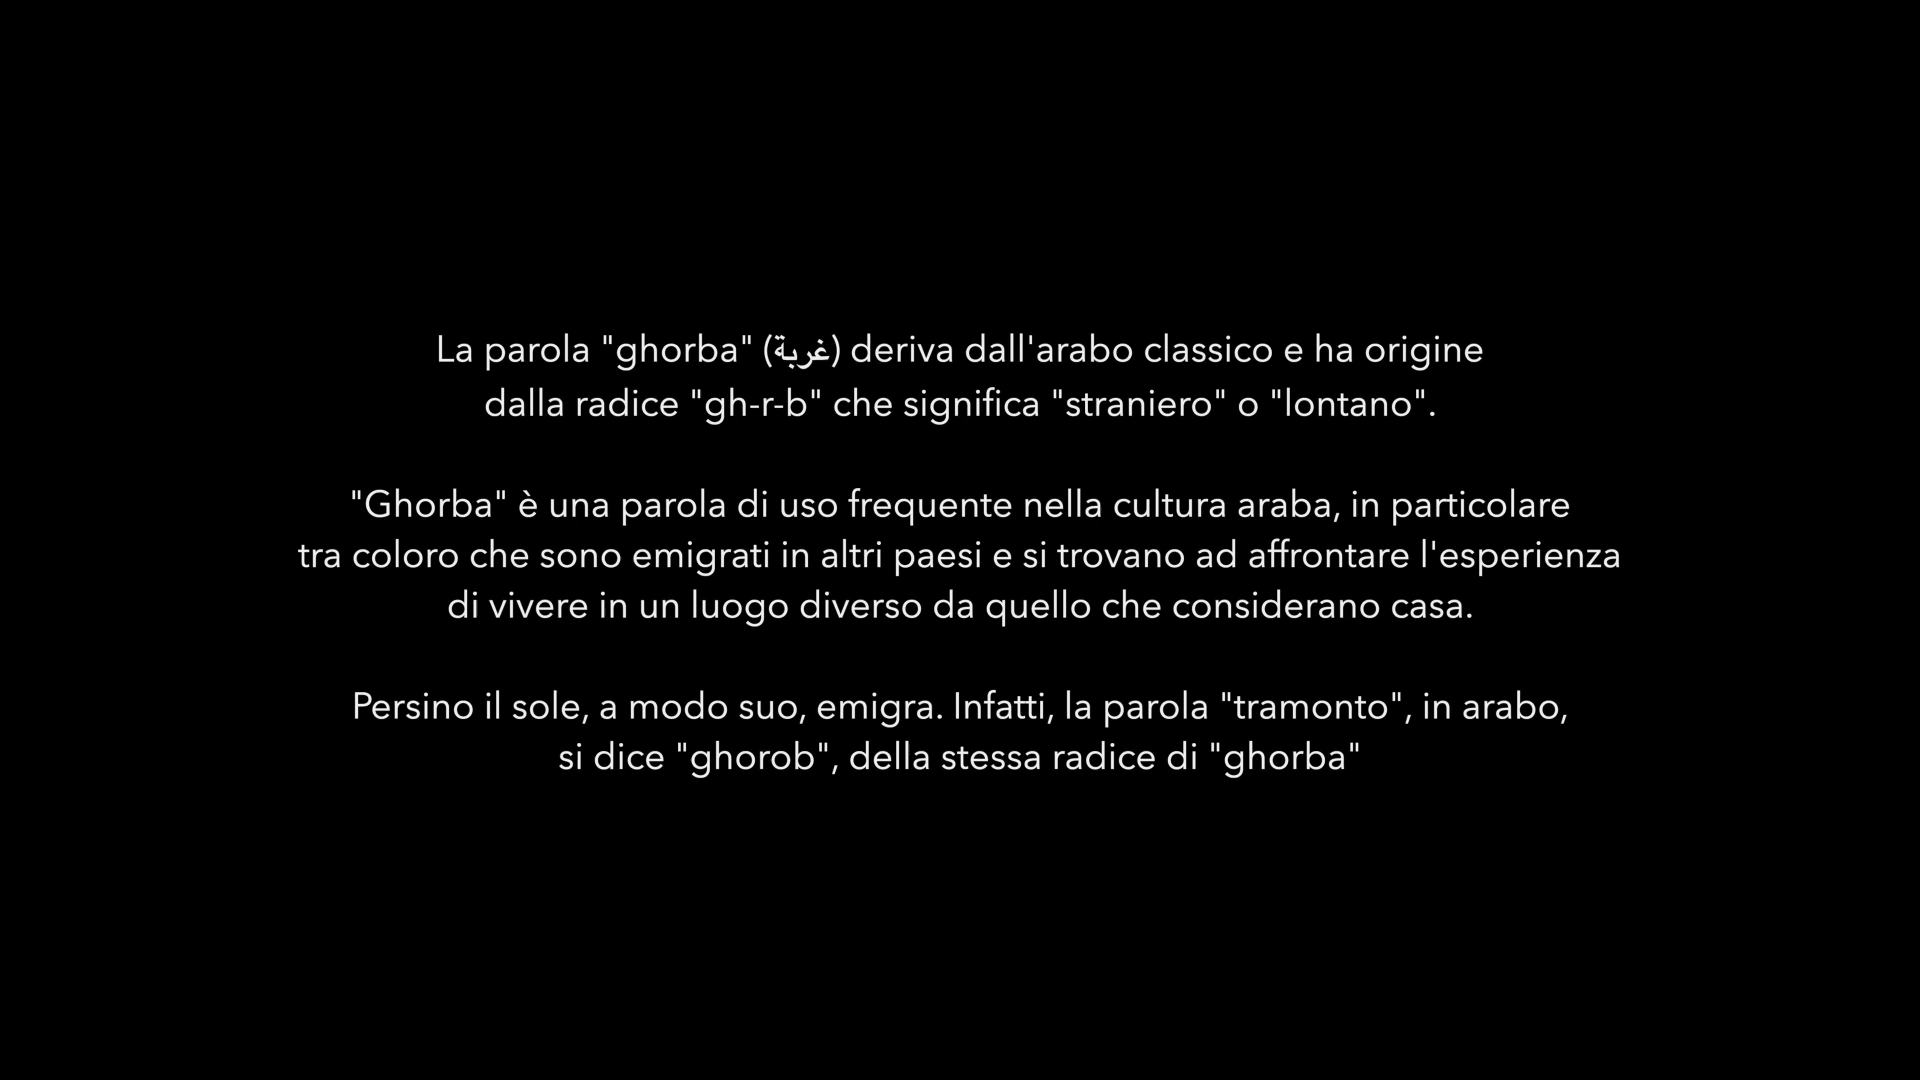 La parola "ghorba" (غربة) deriva dall'arabo classico e ha origine
dalla radice "gh-r-b" che significa "straniero" o "lontano".
"Ghorba" è una parola di uso frequente nella cultura araba, in particolare
tra coloro che sono emigrati in altri paesi e si trovano ad affrontare l'esperienza
di vivere in un luogo diverso da quello che considerano casa.
Persino il sole, a modo suo, emigra. Infatti, la parola "tramonto", in arabo,
si dice "ghorob", della stessa radice di "ghorba"